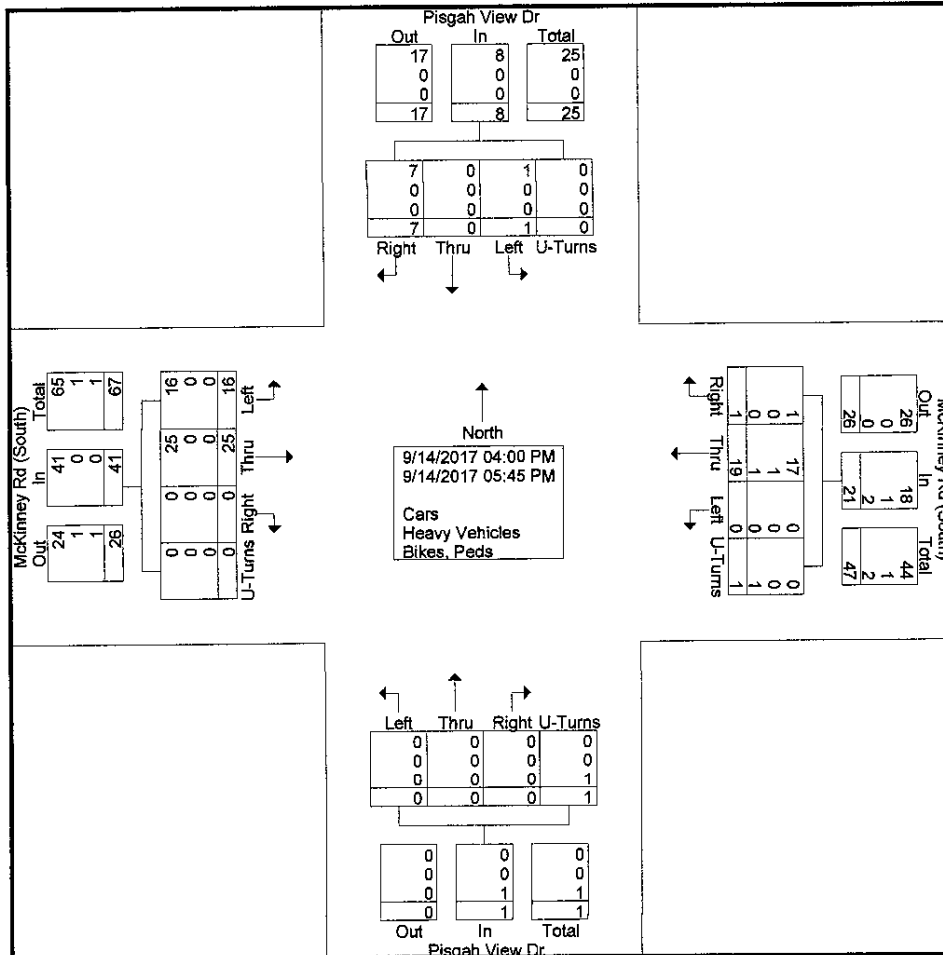 Pisgah View Dr
Out In Total
17 8 25
0 0 0
0 0 0
17 8 25
7 0 1 0
0 0 0 0
0 0 0 0
7 0 1 0
Right Thru Left U-Turns
McKinney Rd (South)
Total In Out
65 1 1 67
41 0 0 41
24 1 1 26
16 0 0 16
25 0 0 25
0 0 0 0
0 0 0 0
Left Thru Right U-Turns
North
9/14/2017 04:00 PM
9/14/2017 05:45 PM
Cars
Heavy Vehicles
Bikes, Peds
Right Thru Left U-Turns
1 0 0 1
17 1 1 19
0 0 0 0
0 0 1 1
McKinney Rd (South)
Out In Total
26 0 0 26
18 1 2 21
44 1 2 47
Left Thru Right U-Turns
0 0 0 0
0 0 0 0
0 0 0 1
0 0 0 1
0 0 0
0 0 0
0 1 1
0 1 1
Out In Total
Pisgah View Dr